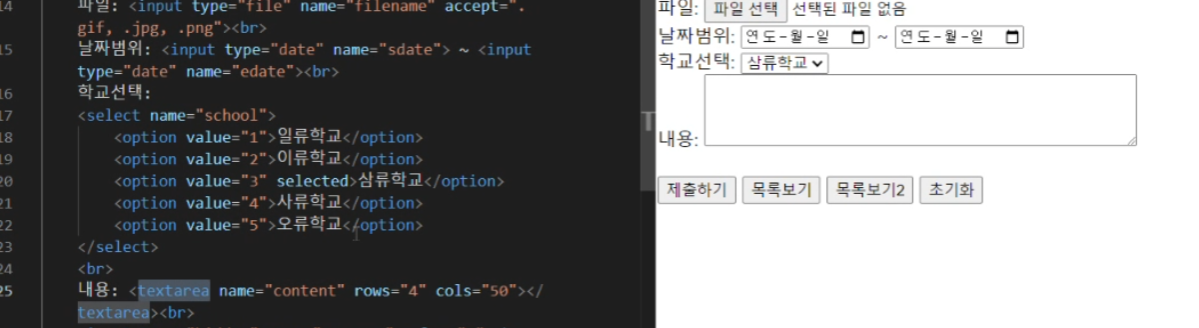 14 파일: <input type="file" name="filename" accept=".
gif, .jpg, .png"><br>
15 날짜범위: <input type="date" name="sdate"> ~ <input
type="date" name="edate"><br>
16 학교선택:
17 <select name="school">
18 <option value="1">일류학교</option>
19 <option value="2">이류학교</option>
20 <option value="3" selected>삼류학교</option>
21 <option value="4">사류학교</option>
22 <option value="5">오류학교</option>
23 </select>
24 <br>
25 내용: <textarea name="content" rows="4" cols="50"></
textarea><br>
파일: 파일 선택 선택된 파일 없음
날짜범위: 연도-월-일 ~ 연도-월-일
학교선택: 삼류학교
내용:
제출하기 목록보기 목록보기2 초기화